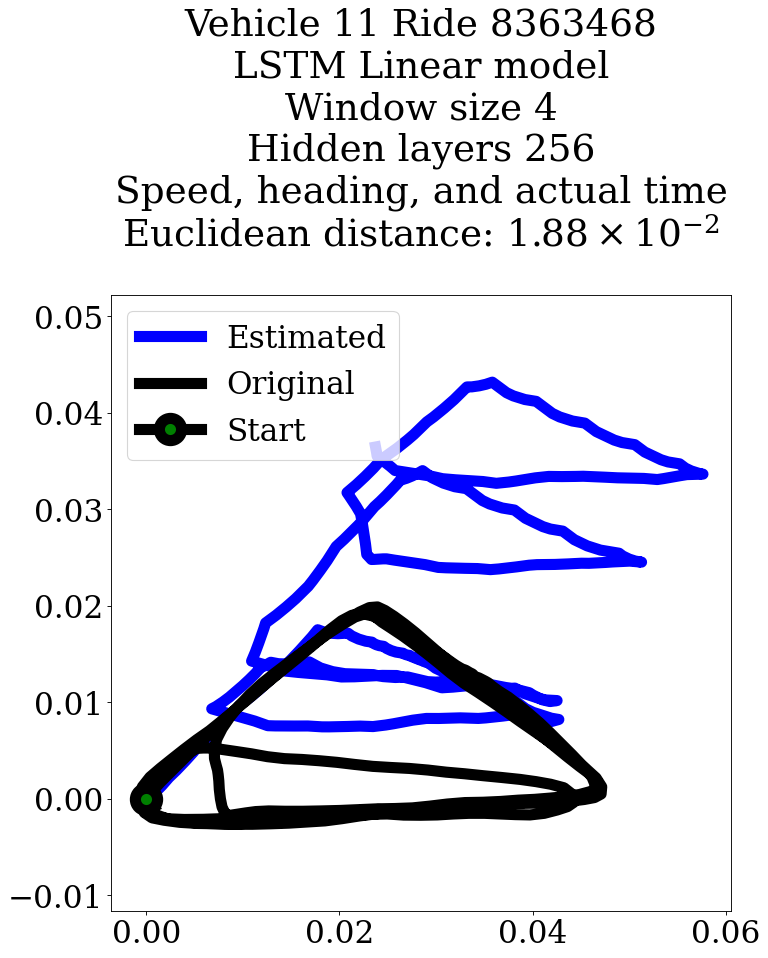 Vehicle 11 Ride 8363468
LSTM Linear model
Window size 4
Hidden layers 256
Speed, heading, and actual time
Euclidean distance: 1.88 × 10⁻²
Estimated
Original
Start
0.05
0.04
0.03
0.02
0.01
0.00
−0.01
0.00 0.02 0.04 0.06